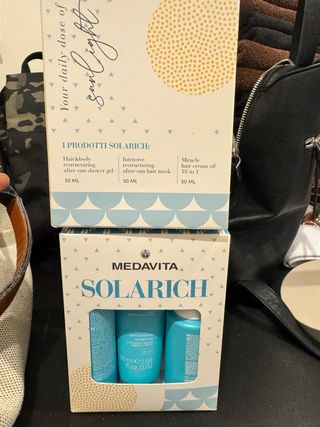 Your daily dose of
sunlight
I PRODOTTI SOLARICH:
Hair&body
restructuring
after-sun shower gel
55 ML
Intensive
restructuring
after-sun hair mask
50 ML
Miracle
hair cream oil
10 in 1
50 ML
MEDAVITA
SOLARICH